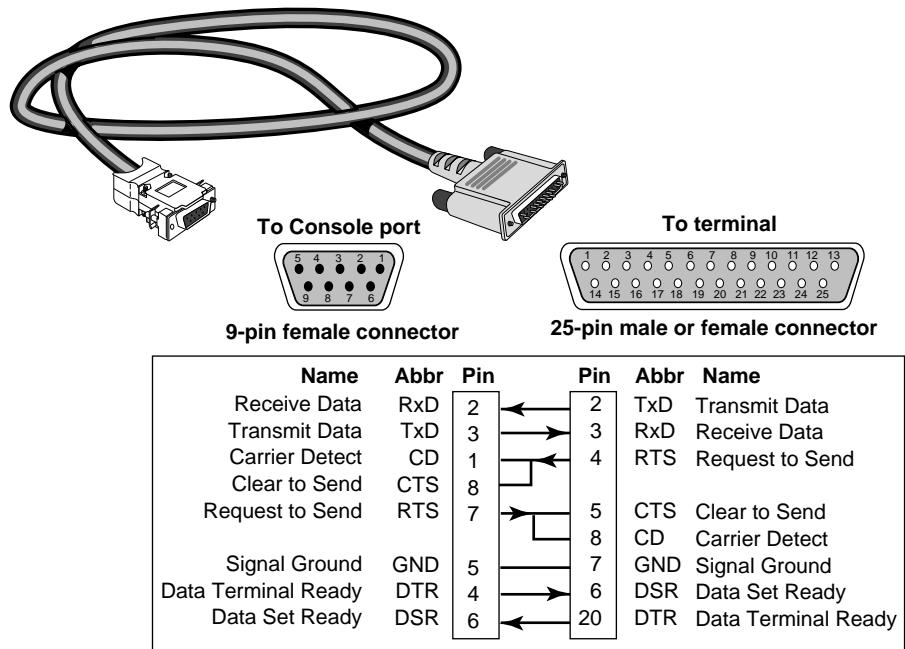 To Console port
To terminal
5 4 3 2 1
9 8 7 6
1 2 3 4 5 6 7 8 9 10 11 12 13
14 15 16 17 18 19 20 21 22 23 24 25
9-pin female connector
25-pin male or female connector
Name Abbr Pin Pin Abbr Name
Receive Data RxD 2 2 TxD Transmit Data
Transmit Data TxD 3 3 RxD Receive Data
Carrier Detect CD 1 4 RTS Request to Send
Clear to Send CTS 8
Request to Send RTS 7 5 CTS Clear to Send
8 CD Carrier Detect
Signal Ground GND 5 7 GND Signal Ground
Data Terminal Ready DTR 4 6 DSR Data Set Ready
Data Set Ready DSR 6 20 DTR Data Terminal Ready